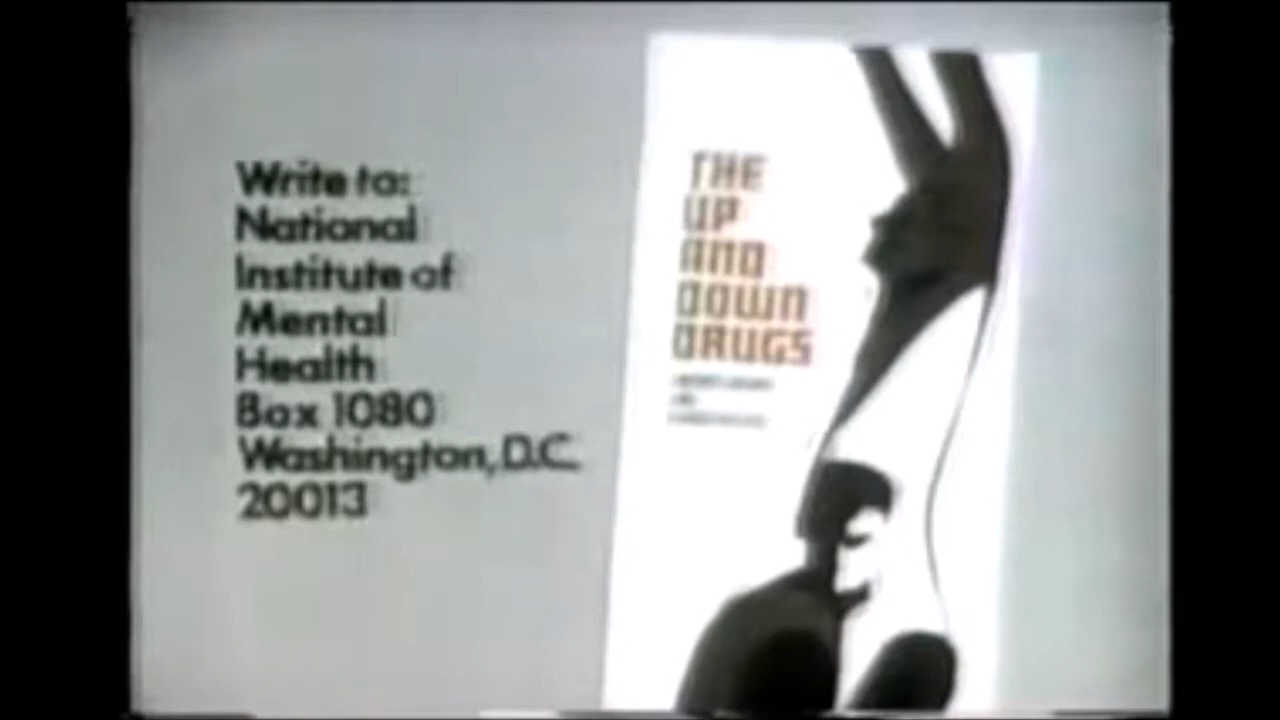 Write to:
National
Institute of
Mental
Health
Box 1080
Washington, D.C.
20013
THE
UP
AND
DOWN
DRUGS